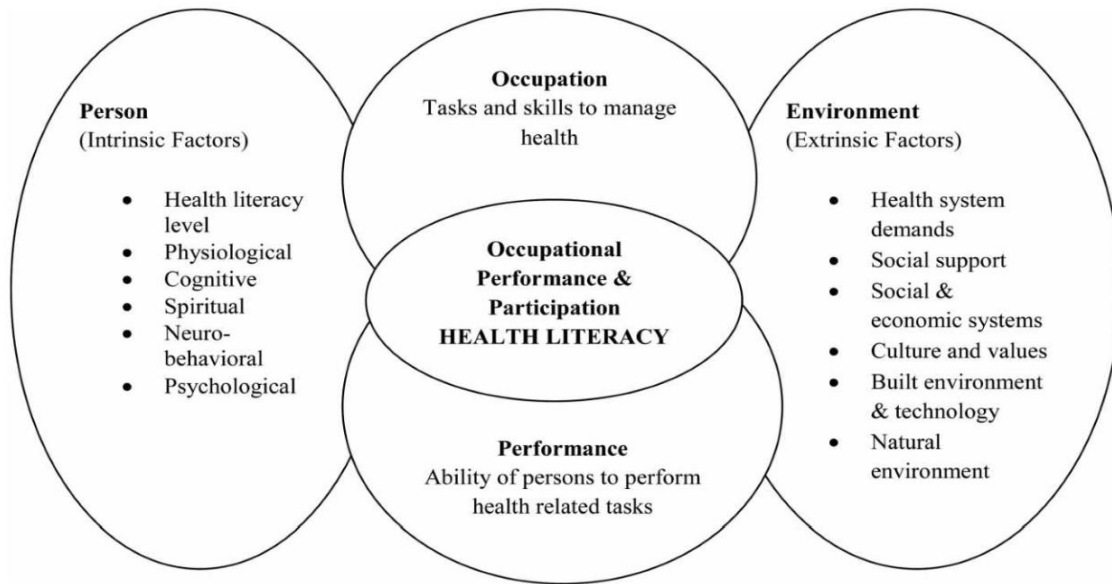 Person
(Intrinsic Factors)
• Health literacy
level
• Physiological
• Cognitive
• Spiritual
• Neuro-
behavioral
• Psychological
Occupation
Tasks and skills to manage
health
Occupational
Performance &
Participation
HEALTH LITERACY
Performance
Ability of persons to perform
health related tasks
Environment
(Extrinsic Factors)
• Health system
demands
• Social support
• Social &
economic systems
• Culture and values
• Built environment
& technology
• Natural
environment